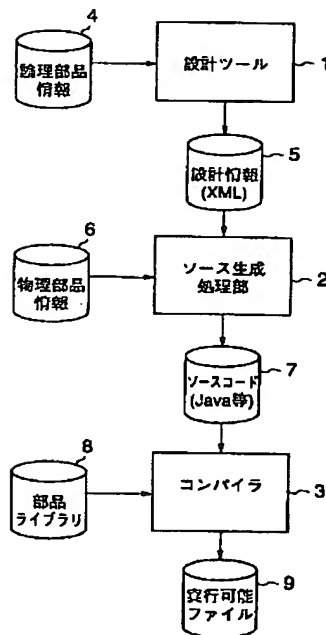 4
論理部品
情報
設計ツール
1
5
設計情報
(XML)
6
物理部品
情報
ソース生成
処理部
2
7
ソースコード
(Java等)
8
部品
ライブラリ
コンパイラ
3
実行可能
ファイル
9